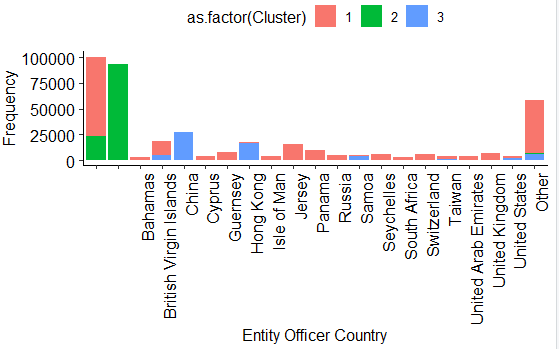 as.factor(Cluster) 1 2 3
Frequency
100000
75000
50000
25000
0
Bahamas
British Virgin Islands
China
Cyprus
Guernsey
Hong Kong
Isle of Man
Jersey
Panama
Russia
Samoa
Seychelles
South Africa
Switzerland
Taiwan
United Arab Emirates
United Kingdom
United States
Other
Entity Officer Country